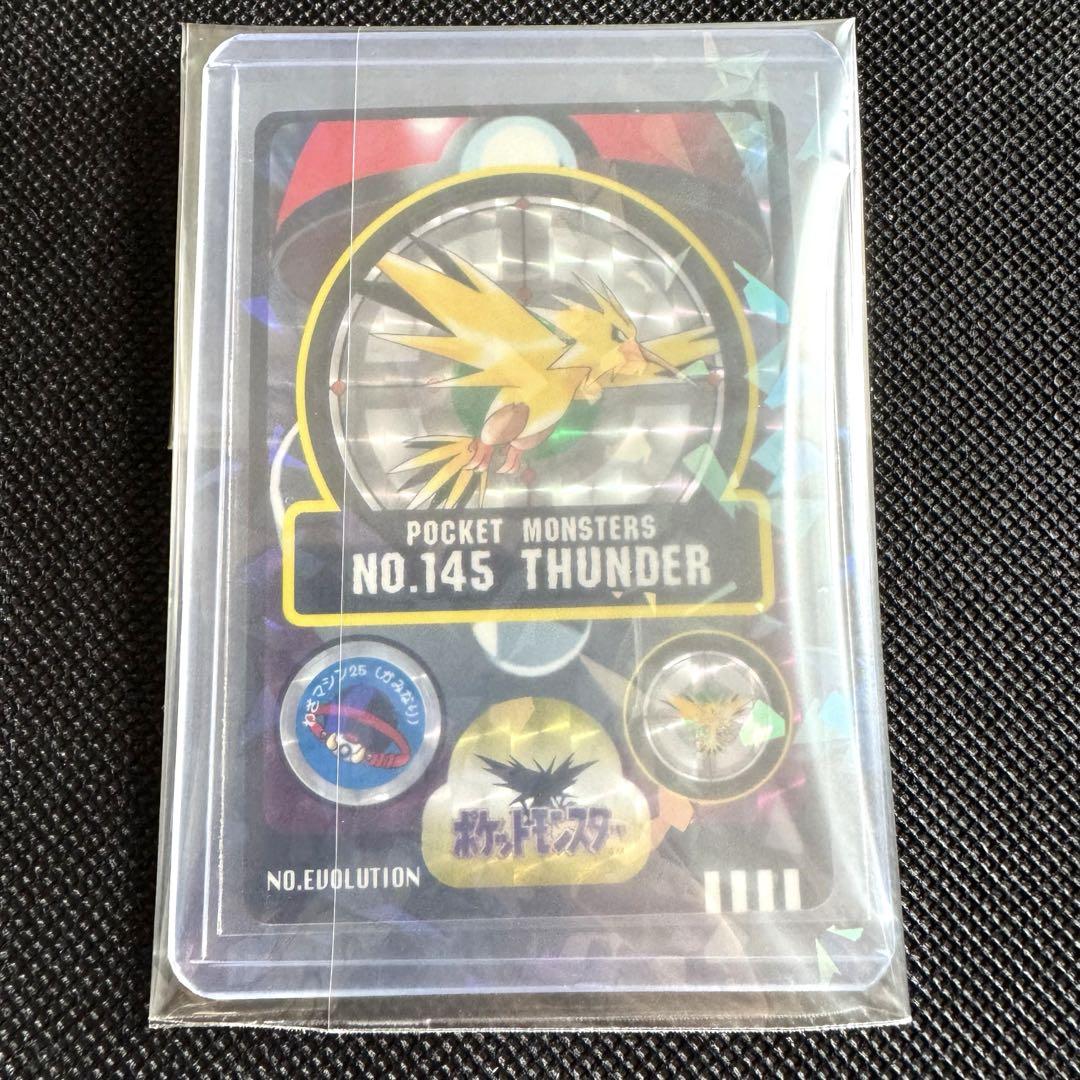 POCKET MONSTERS
NO.145 THUNDER
わざマシン25(かみなり)
ポケットモンスター
NO.EVOLUTION